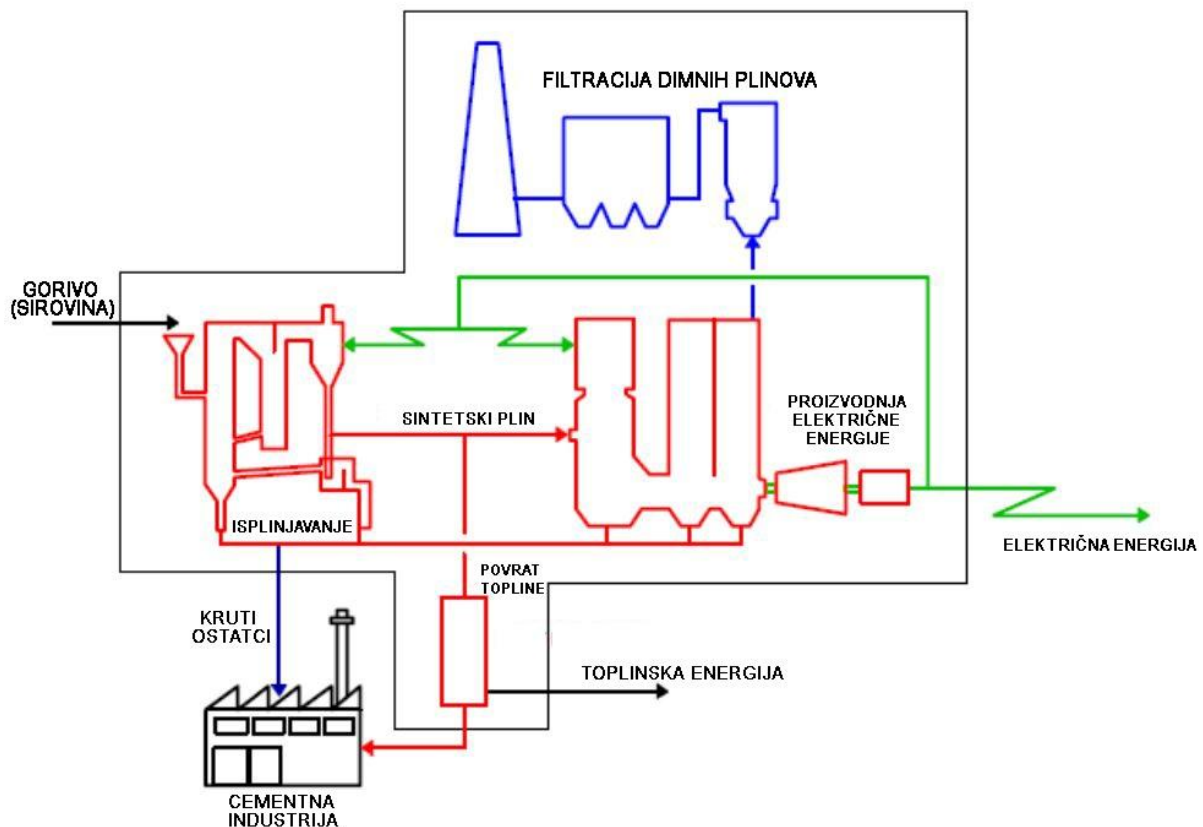 FILTRACIJA DIMNIH PLINOVA
GORIVO
(SIROVINA)
SINTETSKI PLIN
PROIZVODNJA
ELEKTRIČNE
ENERGIJE
ISPLINJAVANJE
ELEKTRIČNA ENERGIJA
POVRAT
TOPLINE
KRUTI
OSTATCI
TOPLINSKA ENERGIJA
CEMENTNA
INDUSTRIJA